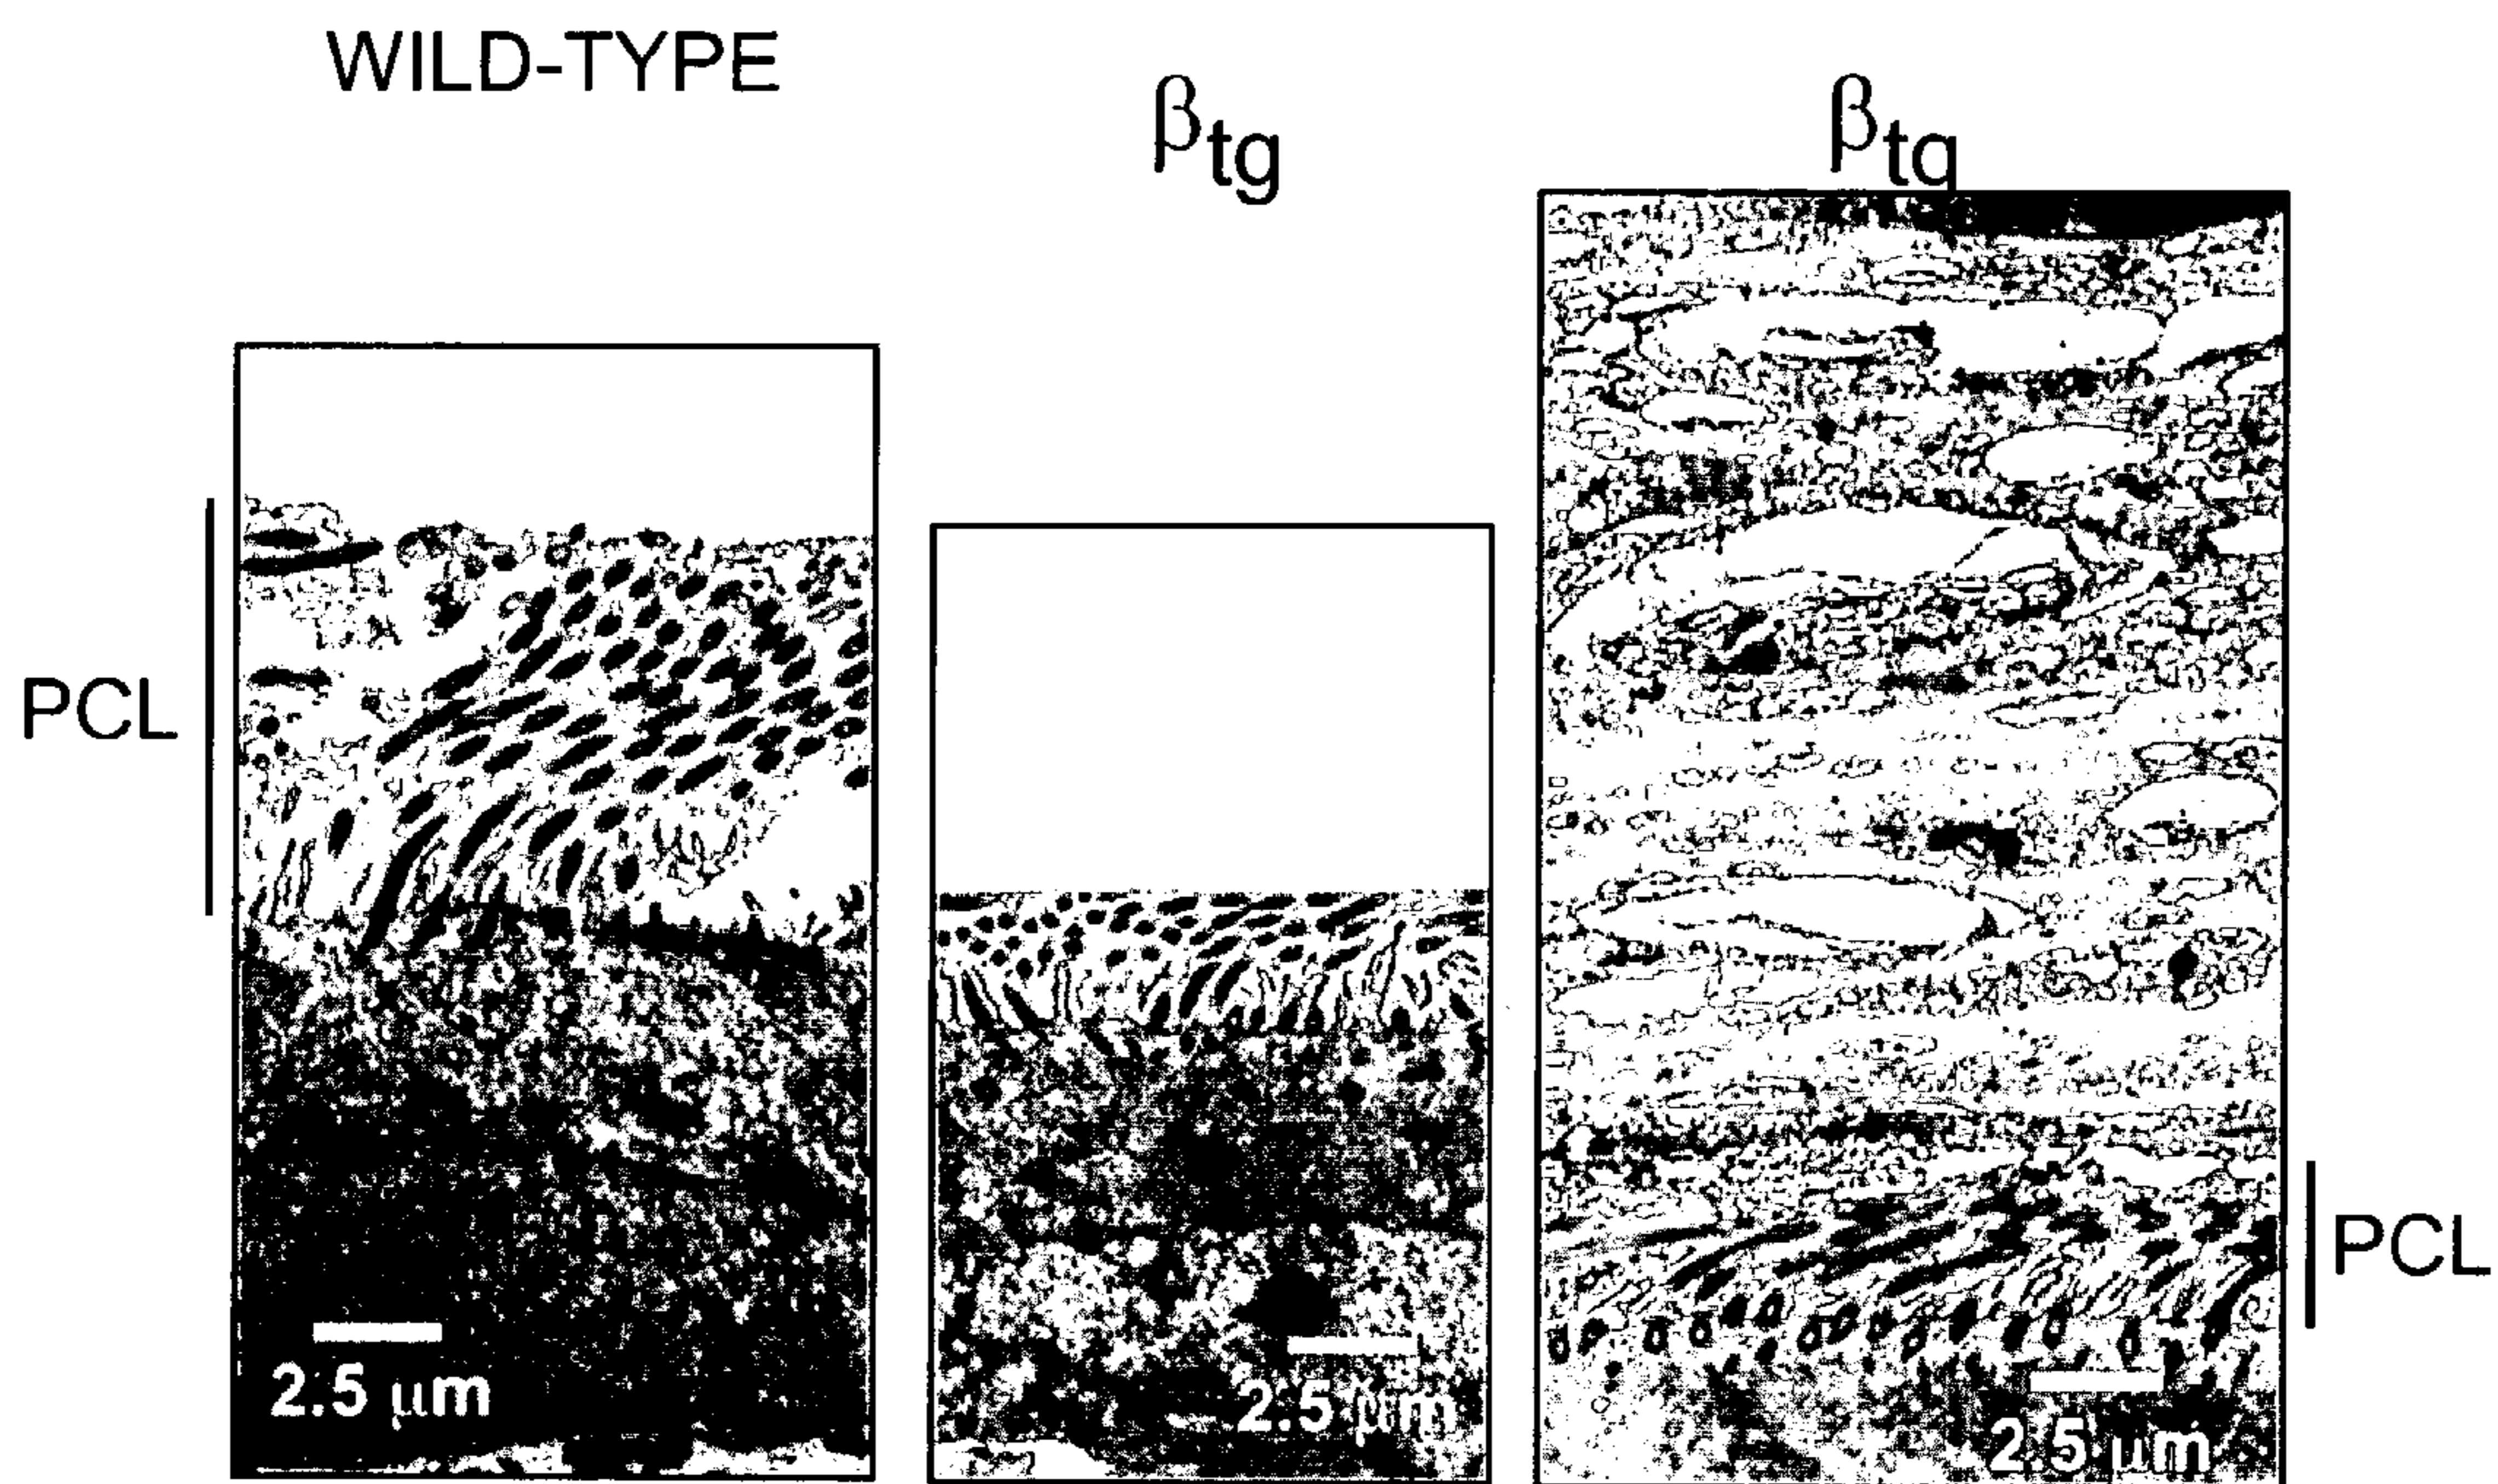 WILD-TYPE
βtg
βtg
PCL
PCL
2.5 μm
2.5 μm
2.5 μm